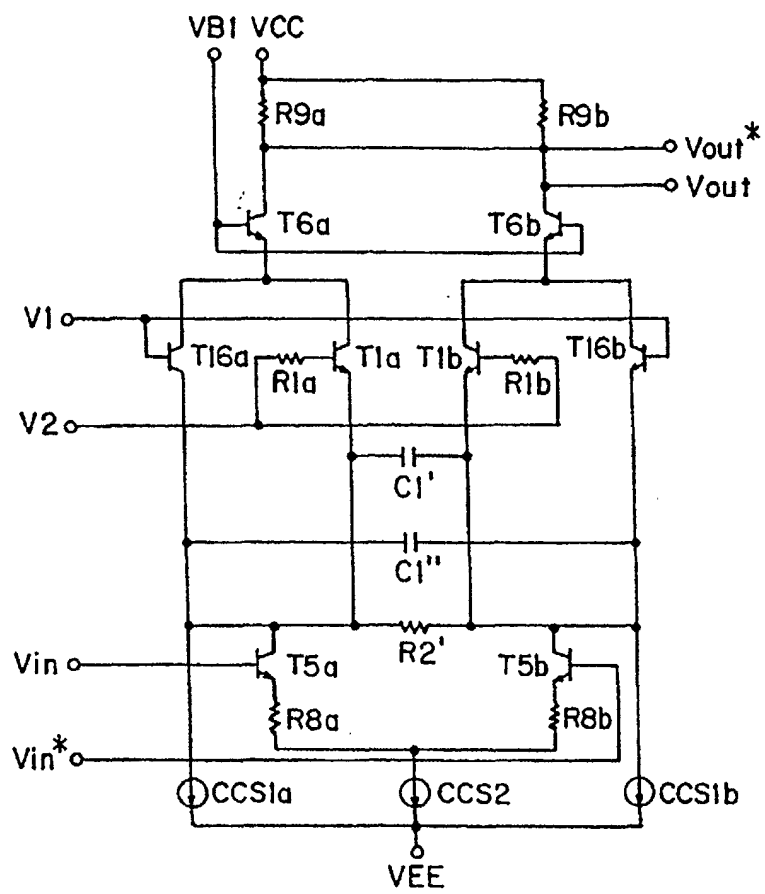 VB1 VCC
R9a
R9b
Vout*
Vout
T6a
T6b
V1
T16a
T1a
T1b
T16b
R1a
R1b
V2
C1'
C1"
R2'
Vin
T5a
T5b
R8a
R8b
Vin*
CCS1a
CCS2
CCS1b
VEE